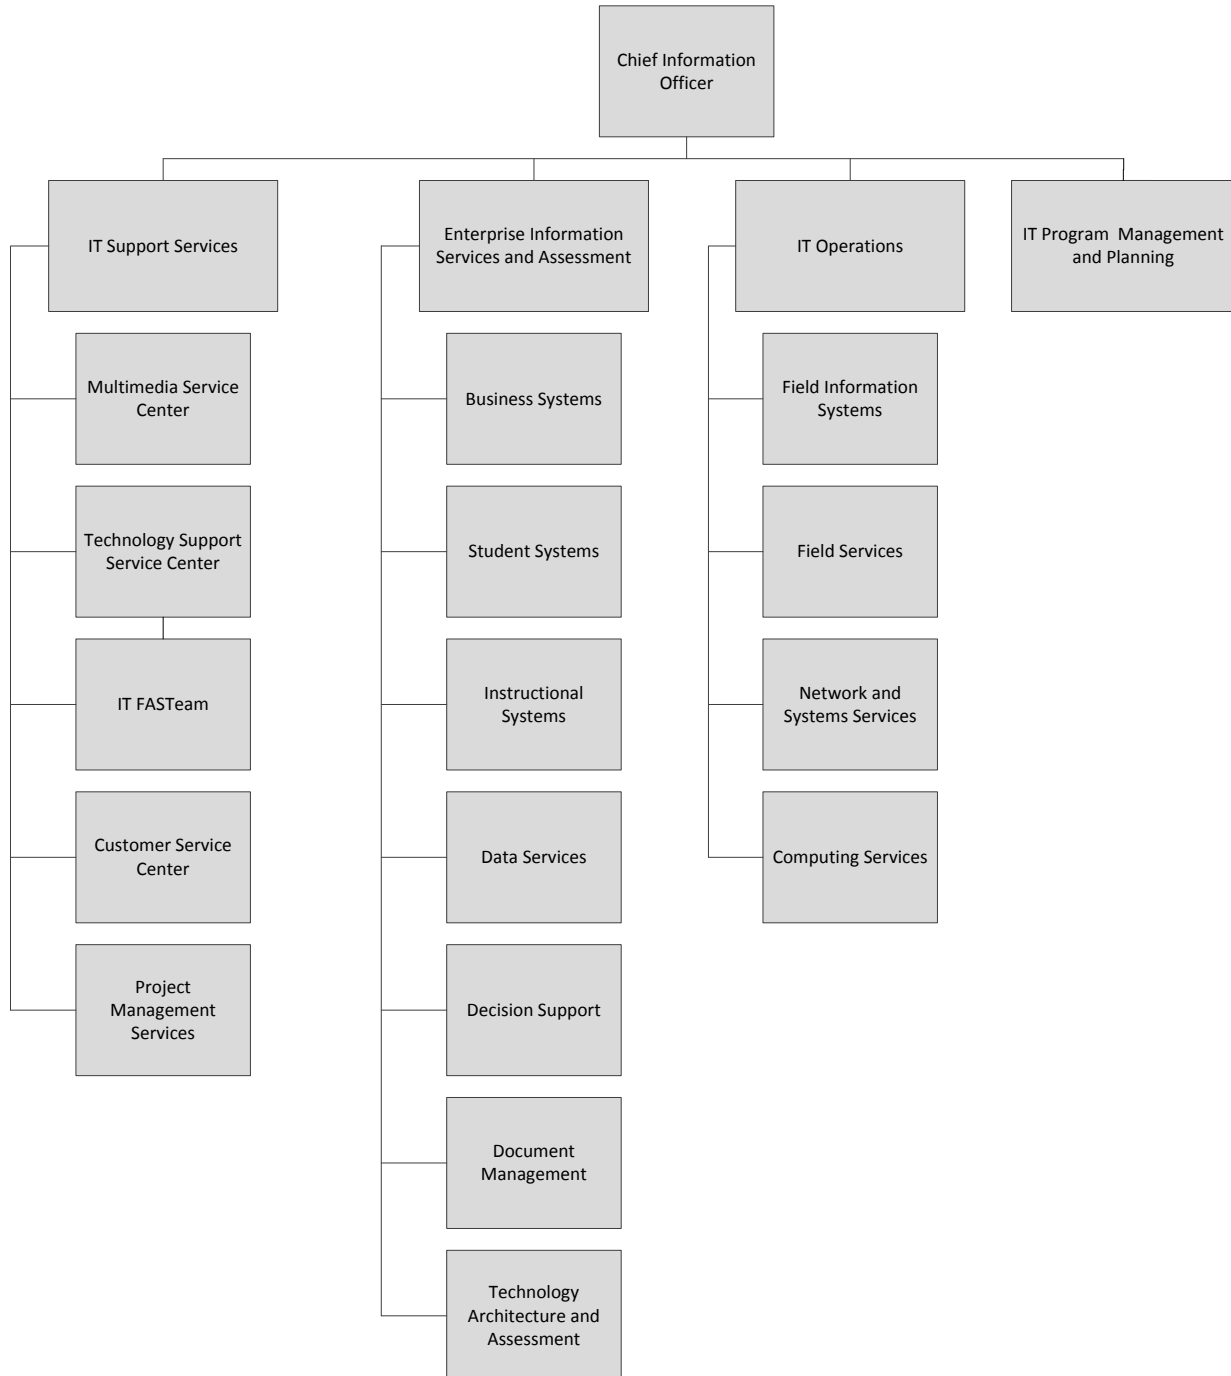 Chief Information
Officer
IT Support Services
Enterprise Information
Services and Assessment
IT Operations
IT Program  Management
and Planning
Multimedia Service
Center
Technology Support
Service Center
IT FASTeam
Customer Service
Center
Project
Management
Services
Business Systems
Student Systems
Instructional
Systems
Data Services
Decision Support
Document
Management
Technology
Architecture and
Assessment
Field Information
Systems
Field Services
Network and
Systems Services
Computing Services